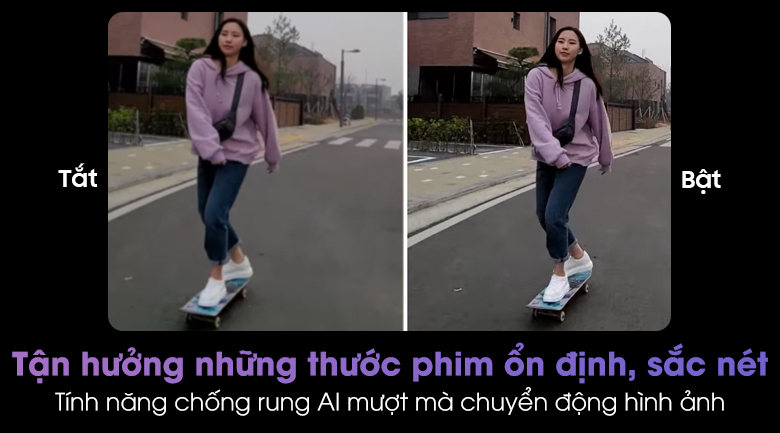 Tắt
Bật
Tận hưởng những thước phim ổn định, sắc nét
Tính năng chống rung AI mượt mà chuyển động hình ảnh